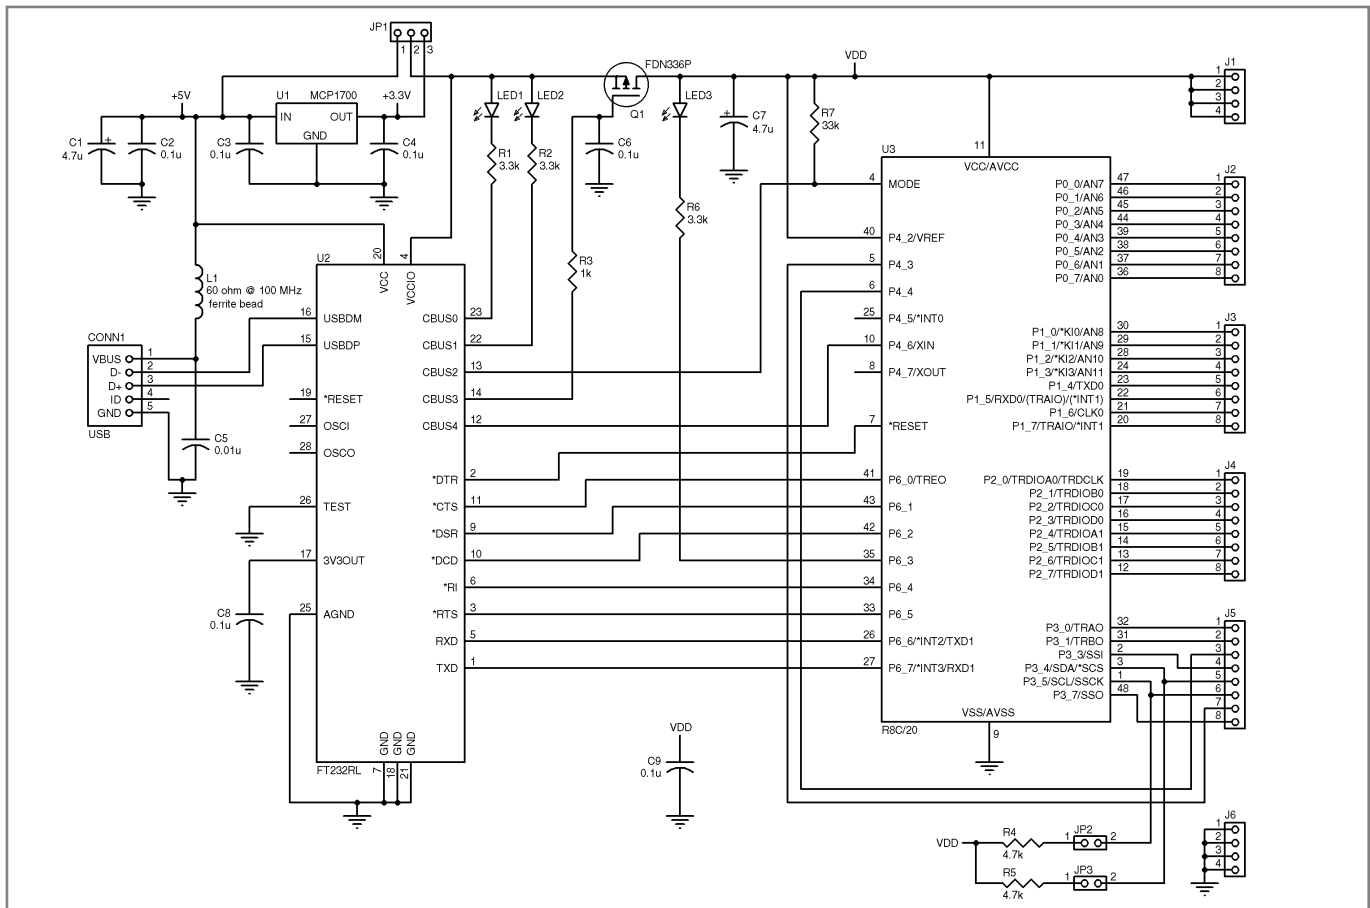 JP1
1 2 3
FDN336P
Q1
VDD
J1
1
2
3
4
+5V
U1 MCP1700
IN OUT
GND
+3.3V
LED1
LED2
LED3
C1
4.7u
+
C2
0.1u
C3
0.1u
C4
0.1u
R1
3.3k
R2
3.3k
C6
0.1u
+
C7
4.7u
R7
33k
R6
3.3k
R3
1k
L1
60 ohm @ 100 MHz
ferrite bead
CONN1
VBUS 1
D- 2
D+ 3
ID 4
GND 5
USB
C5
0.01u
C8
0.1u
U2
20 VCC
4 VCCIO
16 USBDM
15 USBDP
19 *RESET
27 OSCI
28 OSCO
26 TEST
17 3V3OUT
25 AGND
CBUS0 23
CBUS1 22
CBUS2 13
CBUS3 14
CBUS4 12
*DTR 2
*CTS 11
*DSR 9
*DCD 10
*RI 6
*RTS 3
RXD 5
TXD 1
GND GND GND
7 18 21
FT232RL
VDD
C9
0.1u
U3
11
VCC/AVCC
4 MODE
40 P4_2/VREF
5 P4_3
6 P4_4
25 P4_5/*INT0
10 P4_6/XIN
8 P4_7/XOUT
7 *RESET
41 P6_0/TREO
43 P6_1
42 P6_2
35 P6_3
34 P6_4
33 P6_5
26 P6_6/*INT2/TXD1
27 P6_7/*INT3/RXD1
VSS/AVSS
9
R8C/20
J2
P0_0/AN7 47 1
P0_1/AN6 46 2
P0_2/AN5 45 3
P0_3/AN4 44 4
P0_4/AN3 39 5
P0_5/AN2 38 6
P0_6/AN1 37 7
P0_7/AN0 36 8
J3
P1_0/*KI0/AN8 30 1
P1_1/*KI1/AN9 29 2
P1_2/*KI2/AN10 28 3
P1_3/*KI3/AN11 24 4
P1_4/TXD0 23 5
P1_5/RXD0/(TRAIO)/(*INT1) 22 6
P1_6/CLK0 21 7
P1_7/TRAIO/*INT1 20 8
J4
P2_0/TRDIOA0/TRDCLK 19 1
P2_1/TRDIOB0 18 2
P2_2/TRDIOC0 17 3
P2_3/TRDIOD0 16 4
P2_4/TRDIOA1 15 5
P2_5/TRDIOB1 14 6
P2_6/TRDIOC1 13 7
P2_7/TRDIOD1 12 8
J5
P3_0/TRAO 32 1
P3_1/TRBO 31 2
P3_3/SSI 2 3
P3_4/SDA/*SCS 3 4
P3_5/SCL/SSCK 1 5
P3_7/SSO 48 6
7
8
VDD
R4
4.7k
1 JP2 2
R5
4.7k
1 JP3 2
J6
1
2
3
4